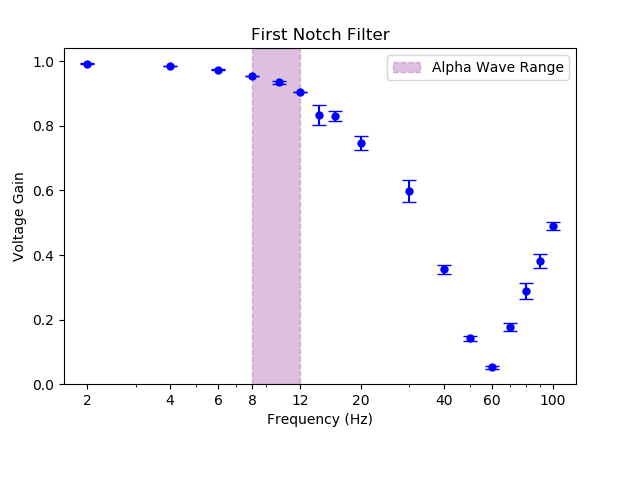 First Notch Filter
Alpha Wave Range
Voltage Gain
1.0
0.8
0.6
0.4
0.2
0.0
2 4 6 8 12 20 40 60 100
Frequency (Hz)